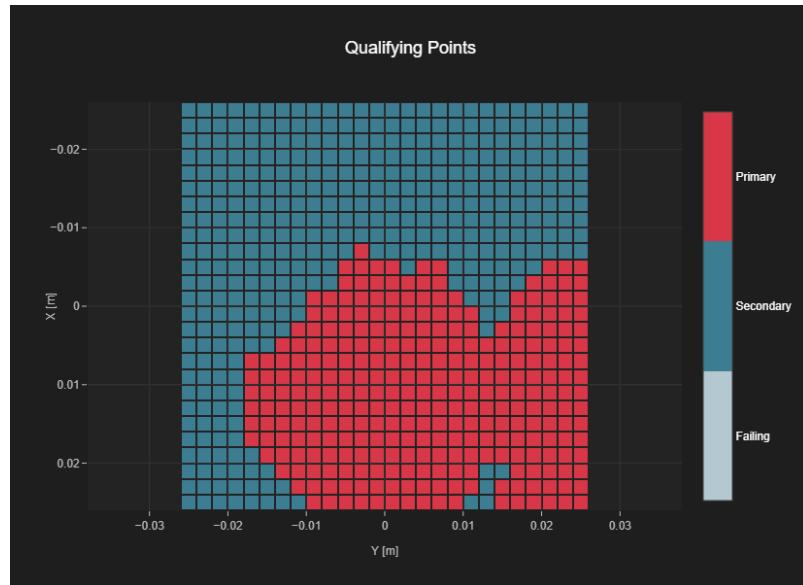 Qualifying Points
−0.02
−0.01
0
0.01
0.02
X [m]
−0.03
−0.02
−0.01
0
0.01
0.02
0.03
Y [m]
Primary
Secondary
Failing